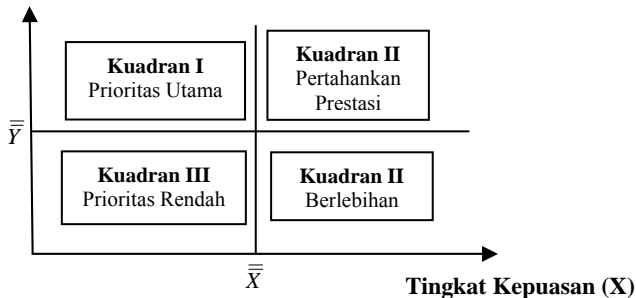 Kuadran I
Prioritas Utama
Kuadran II
Pertahankan
Prestasi
Y̿
Kuadran III
Prioritas Rendah
Kuadran II
Berlebihan
X̿
Tingkat Kepuasan (X)